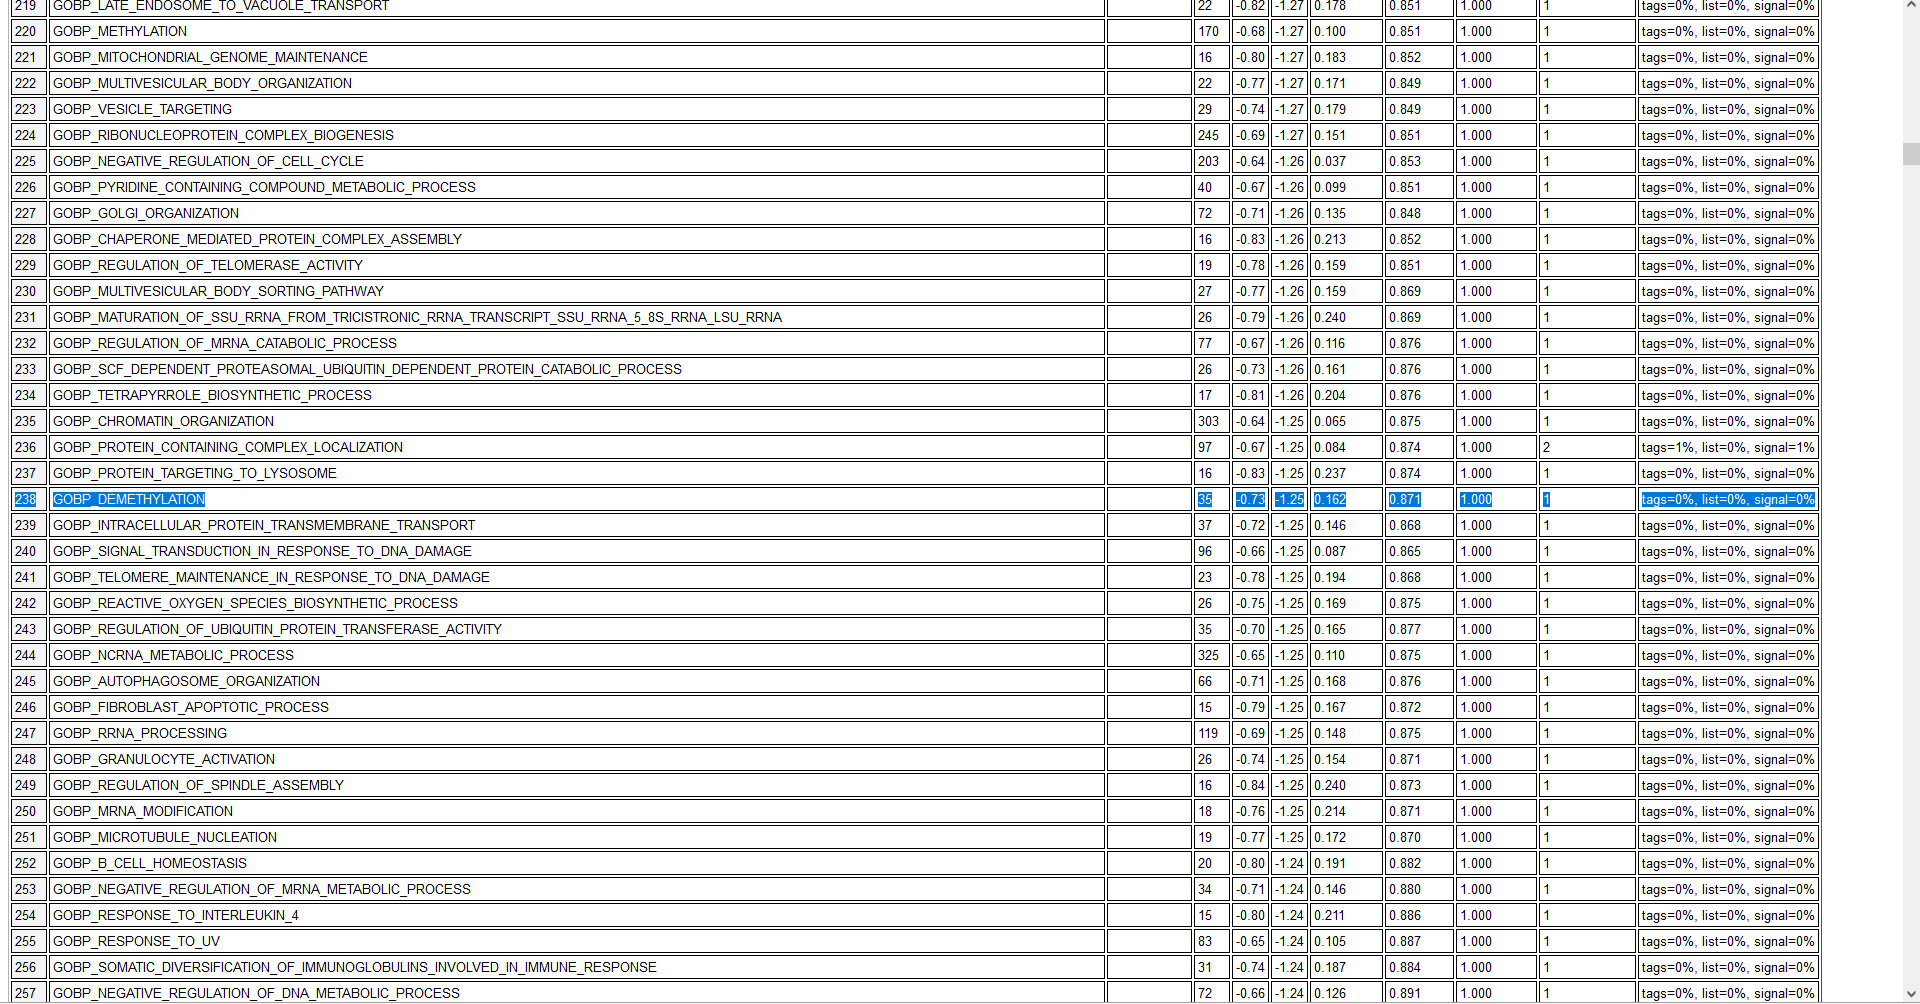 219 GOBP_LATE_ENDOSOME_TO_VACUOLE_TRANSPORT 22 -0.82 -1.27 0.178 0.851 1.000 1 tags=0%, list=0%, signal=0%
220 GOBP_METHYLATION 170 -0.68 -1.27 0.100 0.851 1.000 1 tags=0%, list=0%, signal=0%
221 GOBP_MITOCHONDRIAL_GENOME_MAINTENANCE 16 -0.80 -1.27 0.183 0.852 1.000 1 tags=0%, list=0%, signal=0%
222 GOBP_MULTIVESICULAR_BODY_ORGANIZATION 22 -0.77 -1.27 0.171 0.849 1.000 1 tags=0%, list=0%, signal=0%
223 GOBP_VESICLE_TARGETING 29 -0.74 -1.27 0.179 0.849 1.000 1 tags=0%, list=0%, signal=0%
224 GOBP_RIBONUCLEOPROTEIN_COMPLEX_BIOGENESIS 245 -0.69 -1.27 0.151 0.851 1.000 1 tags=0%, list=0%, signal=0%
225 GOBP_NEGATIVE_REGULATION_OF_CELL_CYCLE 203 -0.64 -1.26 0.037 0.853 1.000 1 tags=0%, list=0%, signal=0%
226 GOBP_PYRIDINE_CONTAINING_COMPOUND_METABOLIC_PROCESS 40 -0.67 -1.26 0.099 0.851 1.000 1 tags=0%, list=0%, signal=0%
227 GOBP_GOLGI_ORGANIZATION 72 -0.71 -1.26 0.135 0.848 1.000 1 tags=0%, list=0%, signal=0%
228 GOBP_CHAPERONE_MEDIATED_PROTEIN_COMPLEX_ASSEMBLY 16 -0.83 -1.26 0.213 0.852 1.000 1 tags=0%, list=0%, signal=0%
229 GOBP_REGULATION_OF_TELOMERASE_ACTIVITY 19 -0.78 -1.26 0.159 0.851 1.000 1 tags=0%, list=0%, signal=0%
230 GOBP_MULTIVESICULAR_BODY_SORTING_PATHWAY 27 -0.77 -1.26 0.159 0.869 1.000 1 tags=0%, list=0%, signal=0%
231 GOBP_MATURATION_OF_SSU_RRNA_FROM_TRICISTRONIC_RRNA_TRANSCRIPT_SSU_RRNA_5_8S_RRNA_LSU_RRNA 26 -0.79 -1.26 0.240 0.869 1.000 1 tags=0%, list=0%, signal=0%
232 GOBP_REGULATION_OF_MRNA_CATABOLIC_PROCESS 77 -0.67 -1.26 0.116 0.876 1.000 1 tags=0%, list=0%, signal=0%
233 GOBP_SCF_DEPENDENT_PROTEASOMAL_UBIQUITIN_DEPENDENT_PROTEIN_CATABOLIC_PROCESS 26 -0.73 -1.26 0.161 0.876 1.000 1 tags=0%, list=0%, signal=0%
234 GOBP_TETRAPYRROLE_BIOSYNTHETIC_PROCESS 17 -0.81 -1.26 0.204 0.876 1.000 1 tags=0%, list=0%, signal=0%
235 GOBP_CHROMATIN_ORGANIZATION 303 -0.64 -1.25 0.065 0.875 1.000 1 tags=0%, list=0%, signal=0%
236 GOBP_PROTEIN_CONTAINING_COMPLEX_LOCALIZATION 97 -0.67 -1.25 0.084 0.874 1.000 2 tags=1%, list=0%, signal=1%
237 GOBP_PROTEIN_TARGETING_TO_LYSOSOME 16 -0.83 -1.25 0.237 0.874 1.000 1 tags=0%, list=0%, signal=0%
238 GOBP_DEMETHYLATION 35 -0.73 -1.25 0.162 0.871 1.000 1 tags=0%, list=0%, signal=0%
239 GOBP_INTRACELLULAR_PROTEIN_TRANSMEMBRANE_TRANSPORT 37 -0.72 -1.25 0.146 0.868 1.000 1 tags=0%, list=0%, signal=0%
240 GOBP_SIGNAL_TRANSDUCTION_IN_RESPONSE_TO_DNA_DAMAGE 96 -0.66 -1.25 0.087 0.865 1.000 1 tags=0%, list=0%, signal=0%
241 GOBP_TELOMERE_MAINTENANCE_IN_RESPONSE_TO_DNA_DAMAGE 23 -0.78 -1.25 0.194 0.868 1.000 1 tags=0%, list=0%, signal=0%
242 GOBP_REACTIVE_OXYGEN_SPECIES_BIOSYNTHETIC_PROCESS 26 -0.75 -1.25 0.169 0.875 1.000 1 tags=0%, list=0%, signal=0%
243 GOBP_REGULATION_OF_UBIQUITIN_PROTEIN_TRANSFERASE_ACTIVITY 35 -0.70 -1.25 0.165 0.877 1.000 1 tags=0%, list=0%, signal=0%
244 GOBP_NCRNA_METABOLIC_PROCESS 325 -0.65 -1.25 0.110 0.875 1.000 1 tags=0%, list=0%, signal=0%
245 GOBP_AUTOPHAGOSOME_ORGANIZATION 66 -0.71 -1.25 0.168 0.876 1.000 1 tags=0%, list=0%, signal=0%
246 GOBP_FIBROBLAST_APOPTOTIC_PROCESS 15 -0.79 -1.25 0.167 0.872 1.000 1 tags=0%, list=0%, signal=0%
247 GOBP_RRNA_PROCESSING 119 -0.69 -1.25 0.148 0.875 1.000 1 tags=0%, list=0%, signal=0%
248 GOBP_GRANULOCYTE_ACTIVATION 26 -0.74 -1.25 0.154 0.871 1.000 1 tags=0%, list=0%, signal=0%
249 GOBP_REGULATION_OF_SPINDLE_ASSEMBLY 16 -0.84 -1.25 0.240 0.873 1.000 1 tags=0%, list=0%, signal=0%
250 GOBP_MRNA_MODIFICATION 18 -0.76 -1.25 0.214 0.871 1.000 1 tags=0%, list=0%, signal=0%
251 GOBP_MICROTUBULE_NUCLEATION 19 -0.77 -1.25 0.172 0.870 1.000 1 tags=0%, list=0%, signal=0%
252 GOBP_B_CELL_HOMEOSTASIS 20 -0.80 -1.24 0.191 0.882 1.000 1 tags=0%, list=0%, signal=0%
253 GOBP_NEGATIVE_REGULATION_OF_MRNA_METABOLIC_PROCESS 34 -0.71 -1.24 0.146 0.880 1.000 1 tags=0%, list=0%, signal=0%
254 GOBP_RESPONSE_TO_INTERLEUKIN_4 15 -0.80 -1.24 0.211 0.886 1.000 1 tags=0%, list=0%, signal=0%
255 GOBP_RESPONSE_TO_UV 83 -0.65 -1.24 0.105 0.887 1.000 1 tags=0%, list=0%, signal=0%
256 GOBP_SOMATIC_DIVERSIFICATION_OF_IMMUNOGLOBULINS_INVOLVED_IN_IMMUNE_RESPONSE 31 -0.74 -1.24 0.187 0.884 1.000 1 tags=0%, list=0%, signal=0%
257 GOBP_NEGATIVE_REGULATION_OF_DNA_METABOLIC_PROCESS 72 -0.66 -1.24 0.126 0.891 1.000 1 tags=0%, list=0%, signal=0%